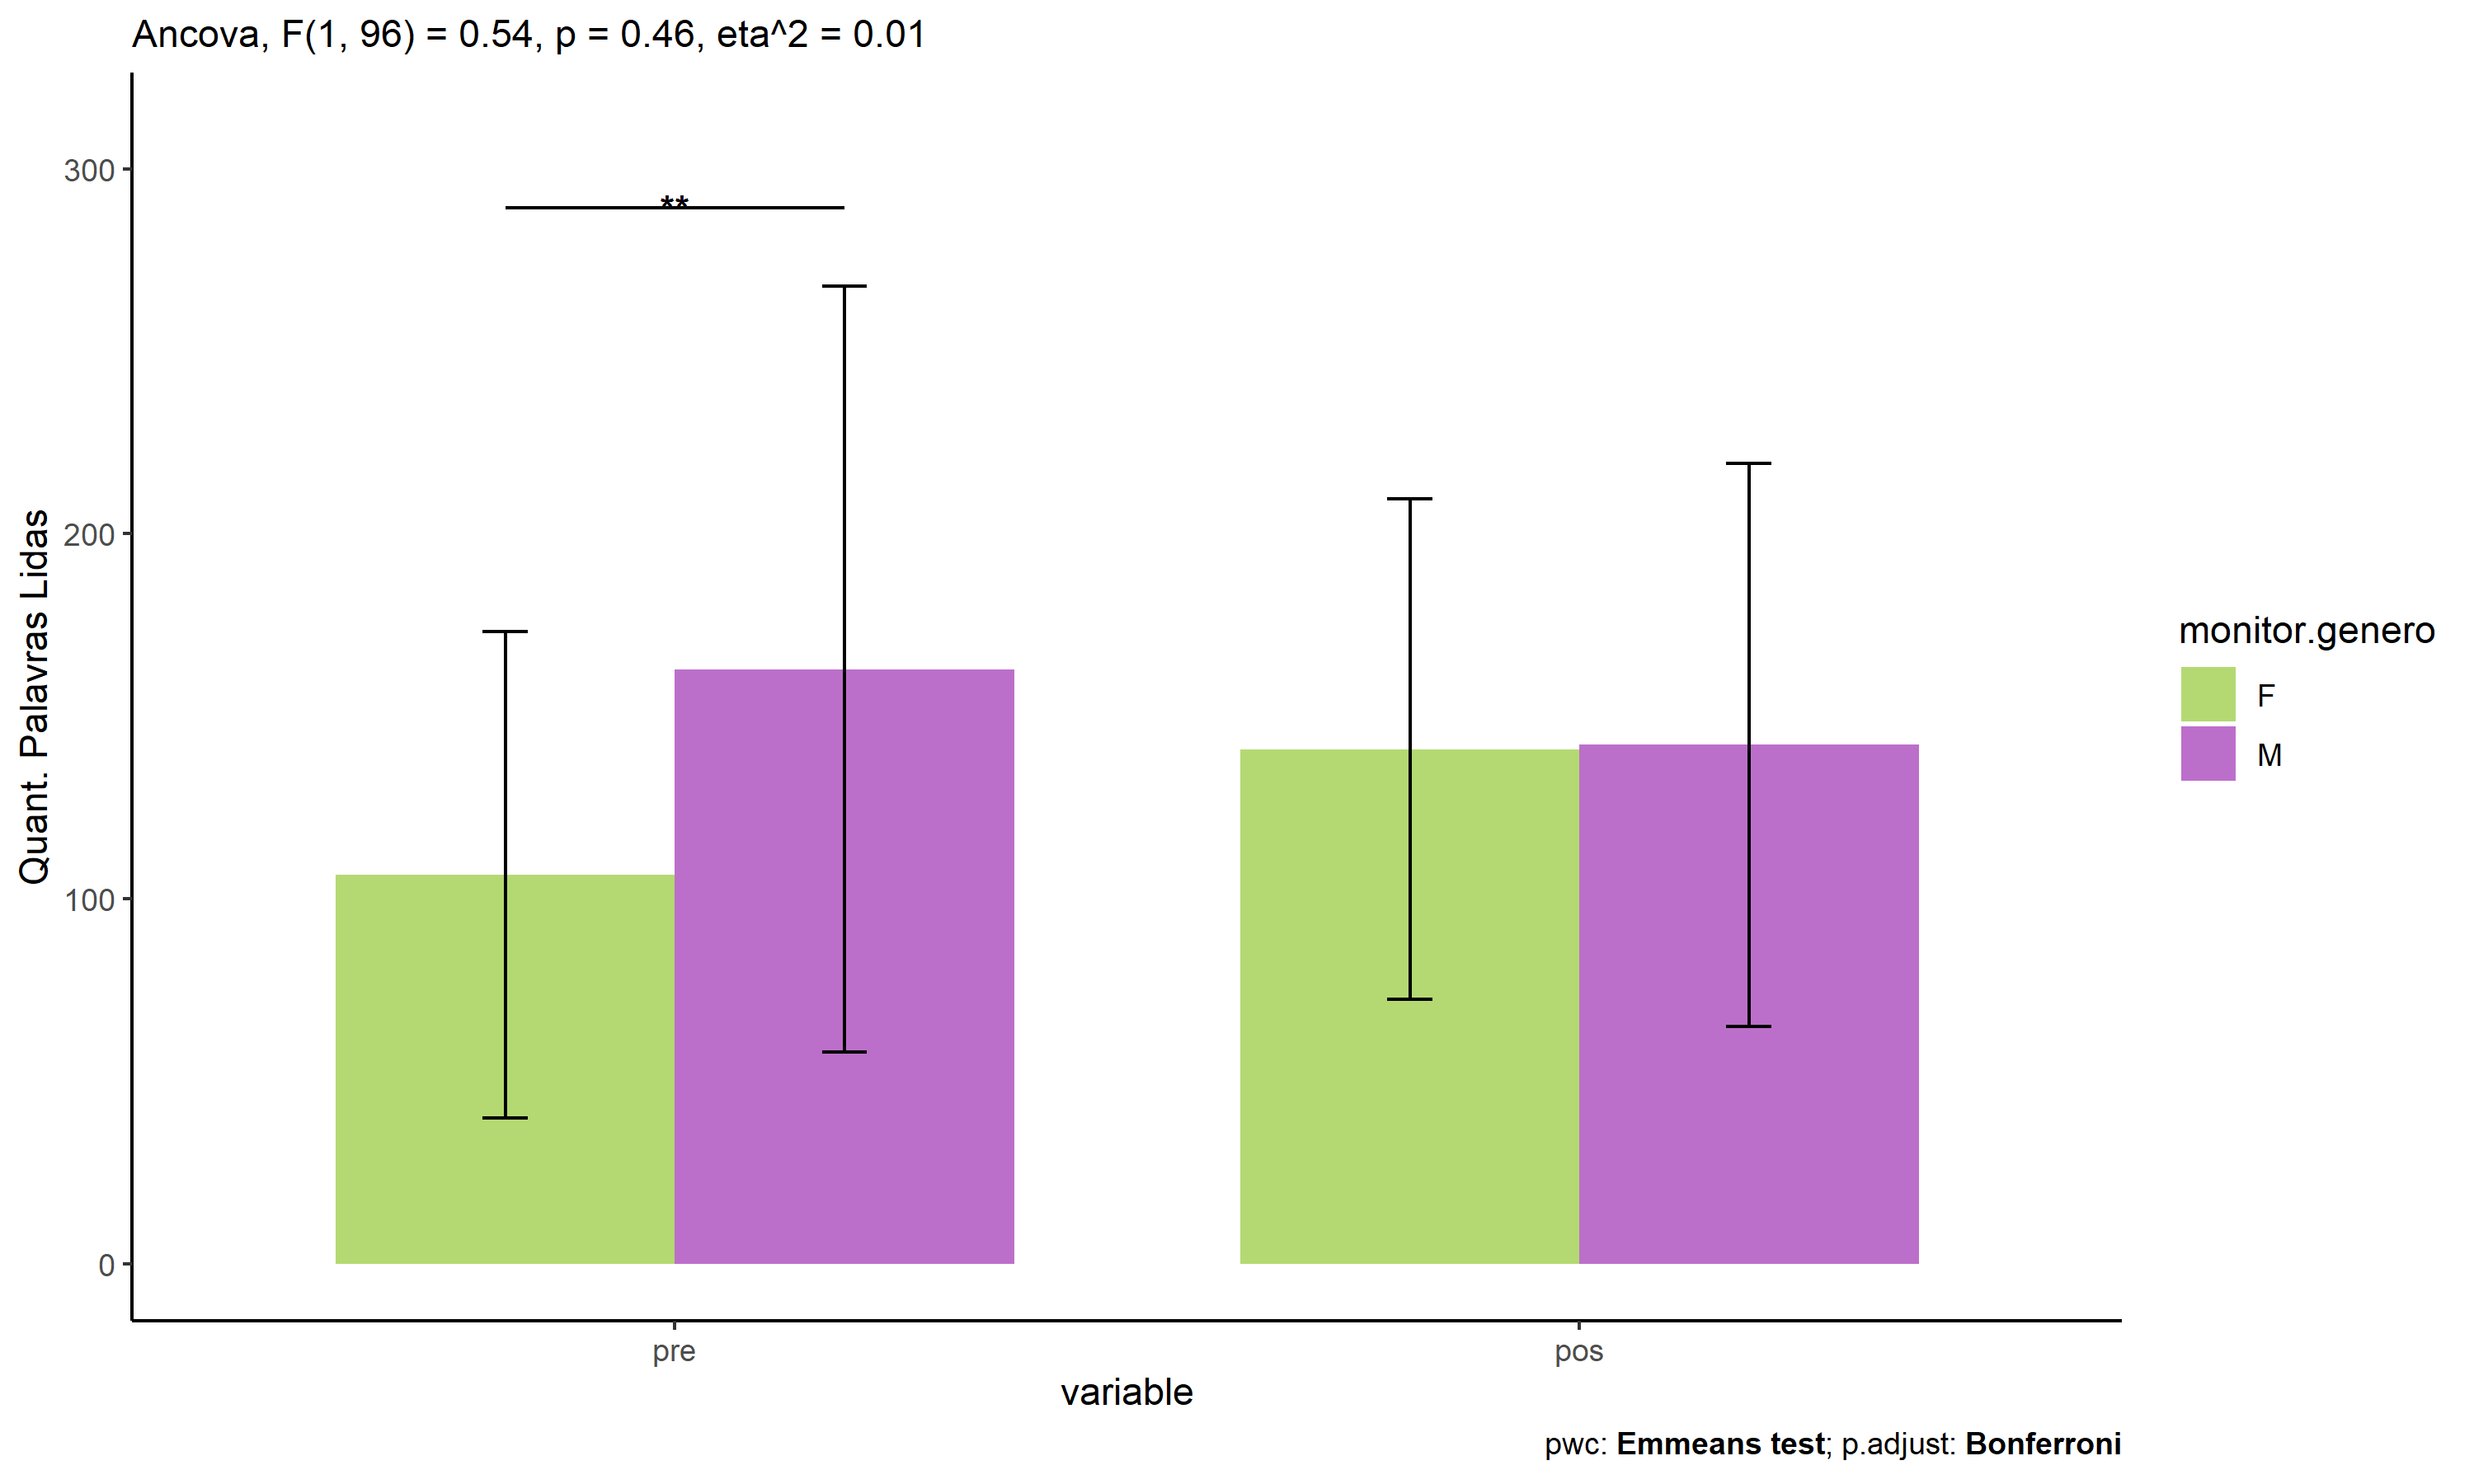 Ancova, F(1, 96) = 0.54, p = 0.46, eta^2 = 0.01
300
200
100
0
Quant. Palavras Lidas
**
pre
pos
variable
monitor.genero
F
M
pwc: Emmeans test; p.adjust: Bonferroni